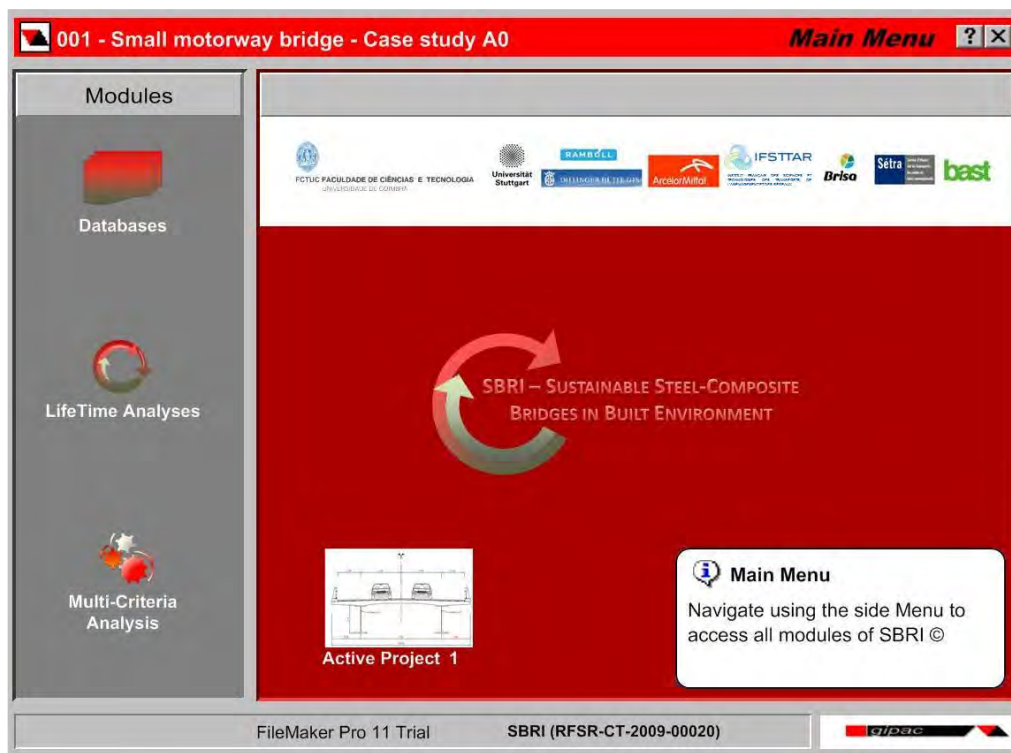 001 - Small motorway bridge - Case study A0
Main Menu
?
Modules
Databases
LifeTime Analyses
Multi-Criteria
Analysis
FCTUC FACULDADE DE CIÊNCIAS E TECNOLOGIA
UNIVERSIDADE DE COIMBRA
Universität
Stuttgart
RAMBOLL
ArcelorMittal
IFSTTAR
Brisa
Sétra
bast
SBRI – SUSTAINABLE STEEL-COMPOSITE
BRIDGES IN BUILT ENVIRONMENT
Active Project 1
Main Menu
Navigate using the side Menu to
access all modules of SBRI ©
FileMaker Pro 11 Trial
SBRI (RFSR-CT-2009-00020)
gipac